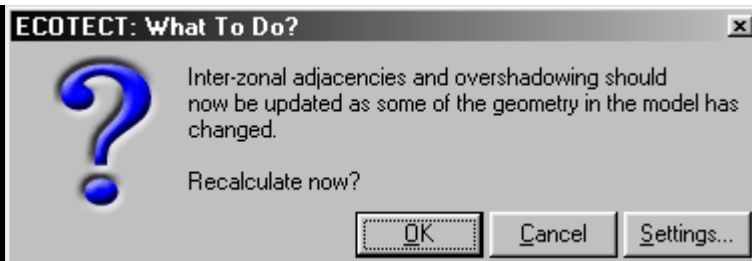 ECOTECT: What To Do?
Inter-zonal adjacencies and overshadowing should
now be updated as some of the geometry in the model has
changed.
Recalculate now?
OK Cancel Settings...